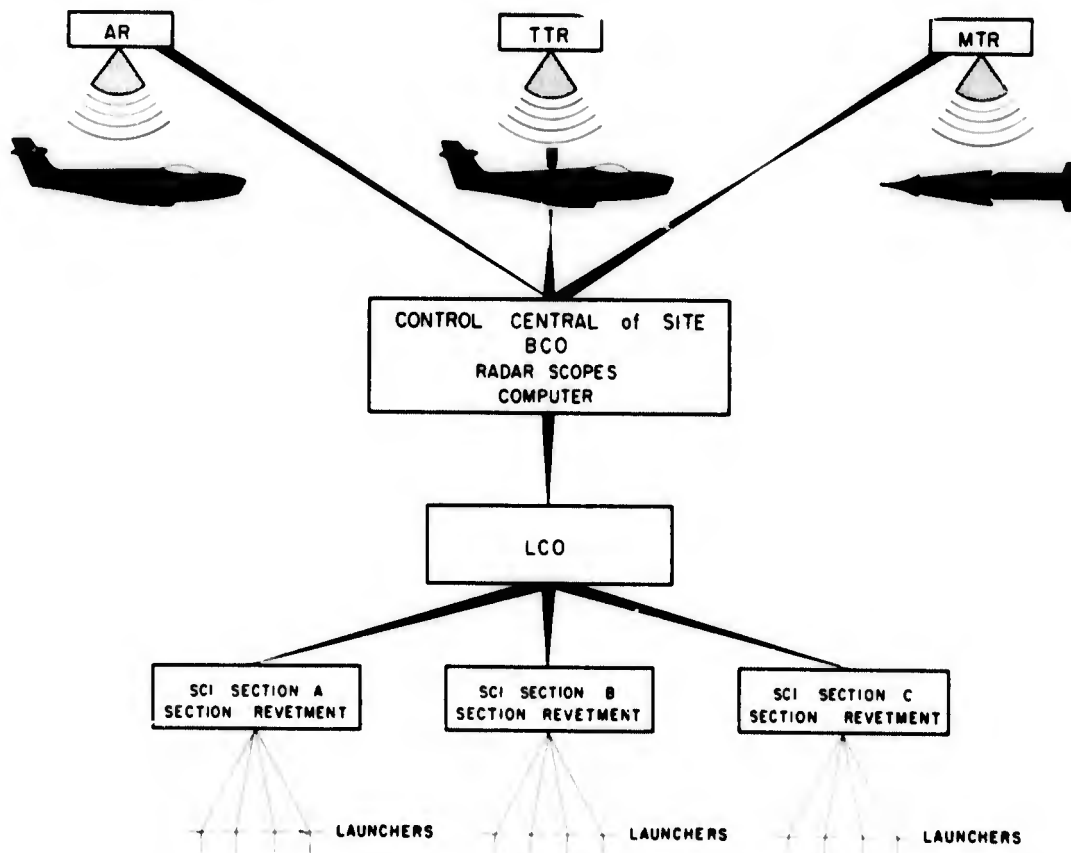 AR
TTR
MTR
CONTROL CENTRAL of SITE
BCO
RADAR SCOPES
COMPUTER
LCO
SCI SECTION A
SECTION REVETMENT
SCI SECTION B
SECTION REVETMENT
SCI SECTION C
SECTION REVETMENT
LAUNCHERS
LAUNCHERS
LAUNCHERS